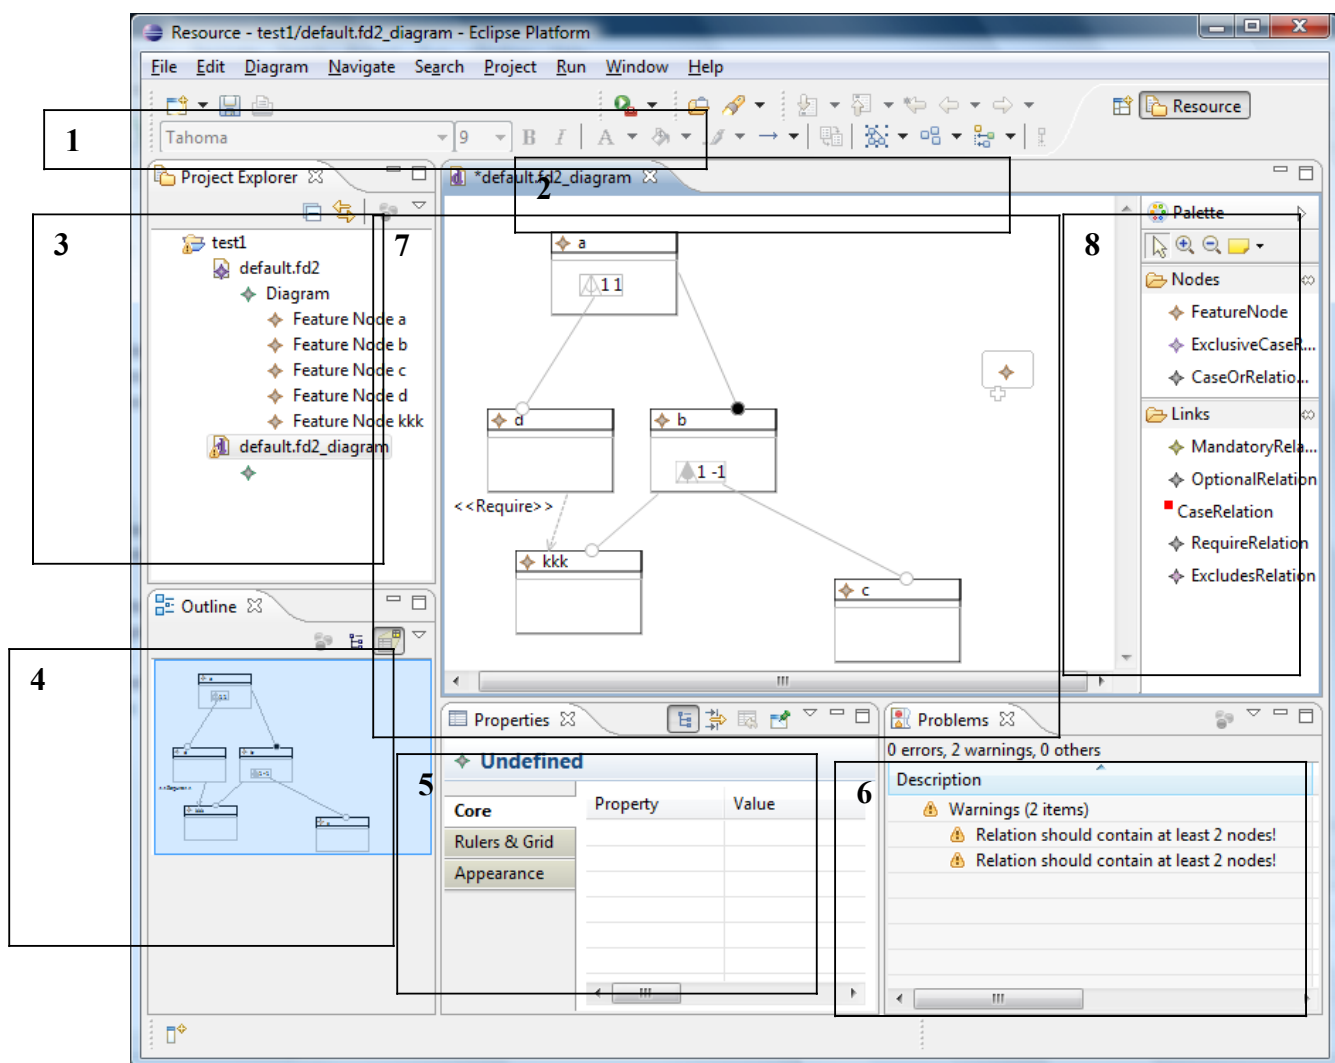 Resource - test1/default.fd2_diagram - Eclipse Platform
File Edit Diagram Navigate Search Project Run Window Help
Resource
1
Tahoma 9 B I A
Project Explorer
*default.fd2_diagram
2
3
7
Palette
8
test1
default.fd2
Diagram
Feature Node a
Feature Node b
Feature Node c
Feature Node d
Feature Node kkk
default.fd2_diagram
a
1 1
d
b
1 -1
<<Require>>
kkk
c
Nodes
FeatureNode
ExclusiveCaseR...
CaseOrRelatio...
Links
MandatoryRela...
OptionalRelation
CaseRelation
RequireRelation
ExcludesRelation
Outline
4
Properties
Undefined
5
Core
Rulers & Grid
Appearance
Property Value
Problems
0 errors, 2 warnings, 0 others
6
Description
Warnings (2 items)
Relation should contain at least 2 nodes!
Relation should contain at least 2 nodes!